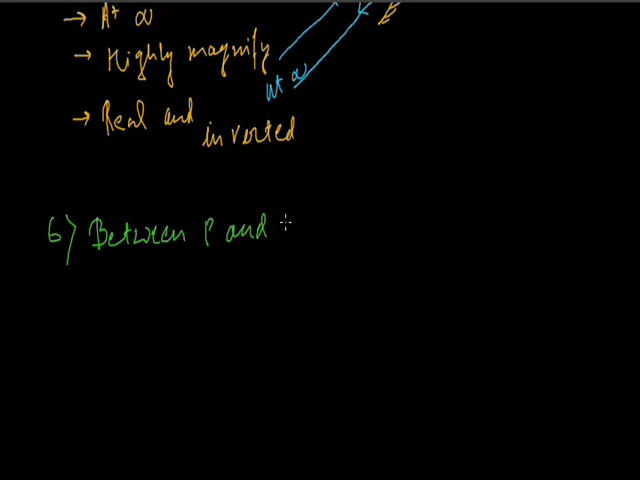 → At ∞
→ Highly magnify
At ∞
→ Real and inverted
6) Between P and